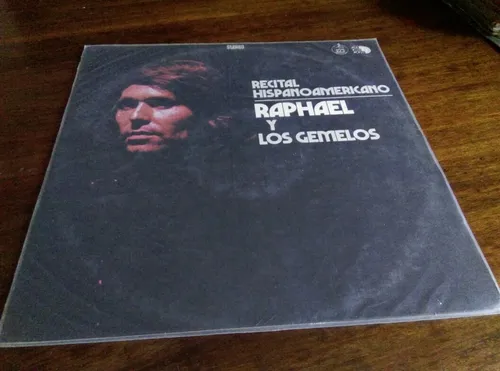 RECITAL
HISPANOAMERICANO
RAPHAEL
Y
LOS GEMELOS